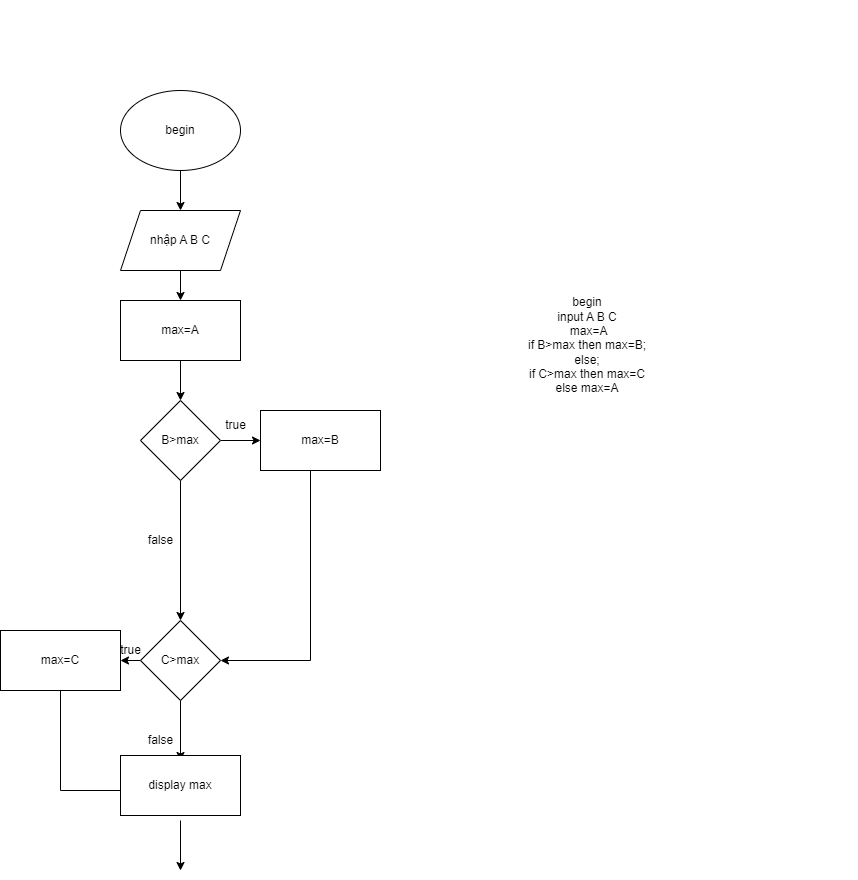 begin
nhập A B C
max=A
B>max
true
max=B
false
C>max
true
max=C
false
display max
begin
input A B C
max=A
if B>max then max=B;
else;
if C>max then max=C
else max=A